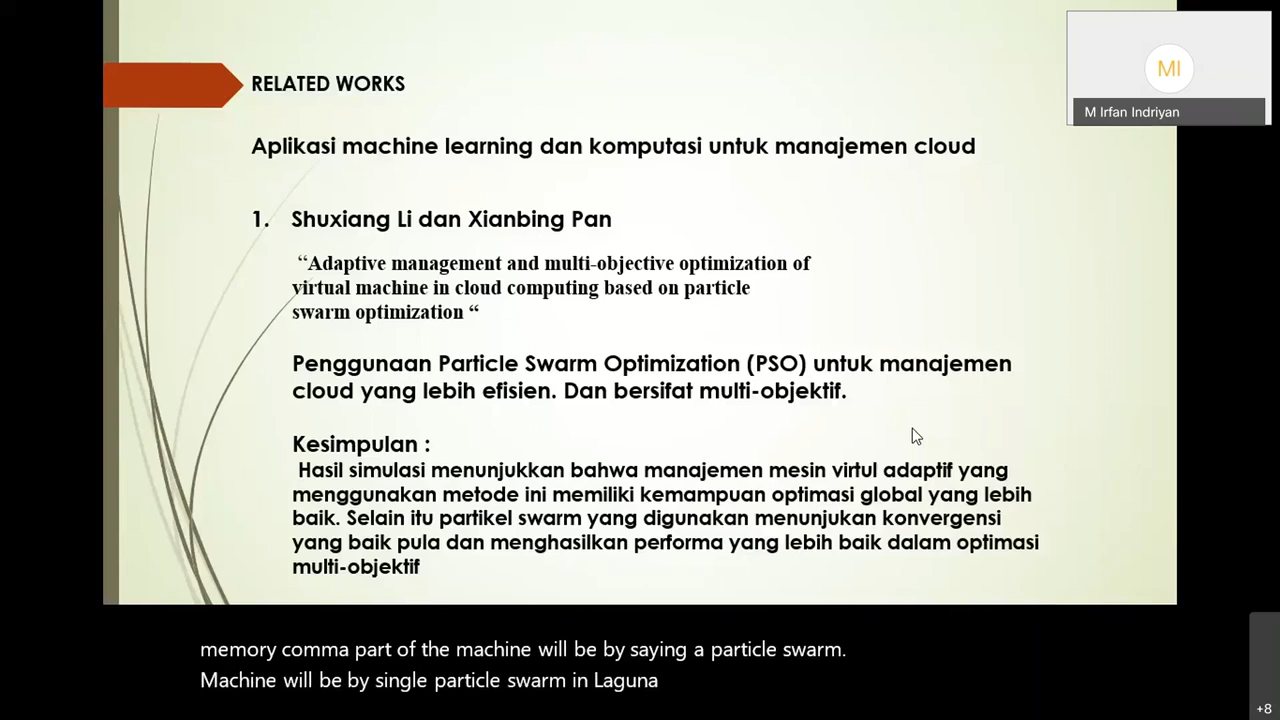 RELATED WORKS
Aplikasi machine learning dan komputasi untuk manajemen cloud
1. Shuxiang Li dan Xianbing Pan
“Adaptive management and multi-objective optimization of
virtual machine in cloud computing based on particle
swarm optimization “
Penggunaan Particle Swarm Optimization (PSO) untuk manajemen
cloud yang lebih efisien. Dan bersifat multi-objektif.
Kesimpulan :
Hasil simulasi menunjukkan bahwa manajemen mesin virtul adaptif yang
menggunakan metode ini memiliki kemampuan optimasi global yang lebih
baik. Selain itu partikel swarm yang digunakan menunjukan konvergensi
yang baik pula dan menghasilkan performa yang lebih baik dalam optimasi
multi-objektif
MI
M Irfan Indriyan
memory comma part of the machine will be by saying a particle swarm.
Machine will be by single particle swarm in Laguna
+8